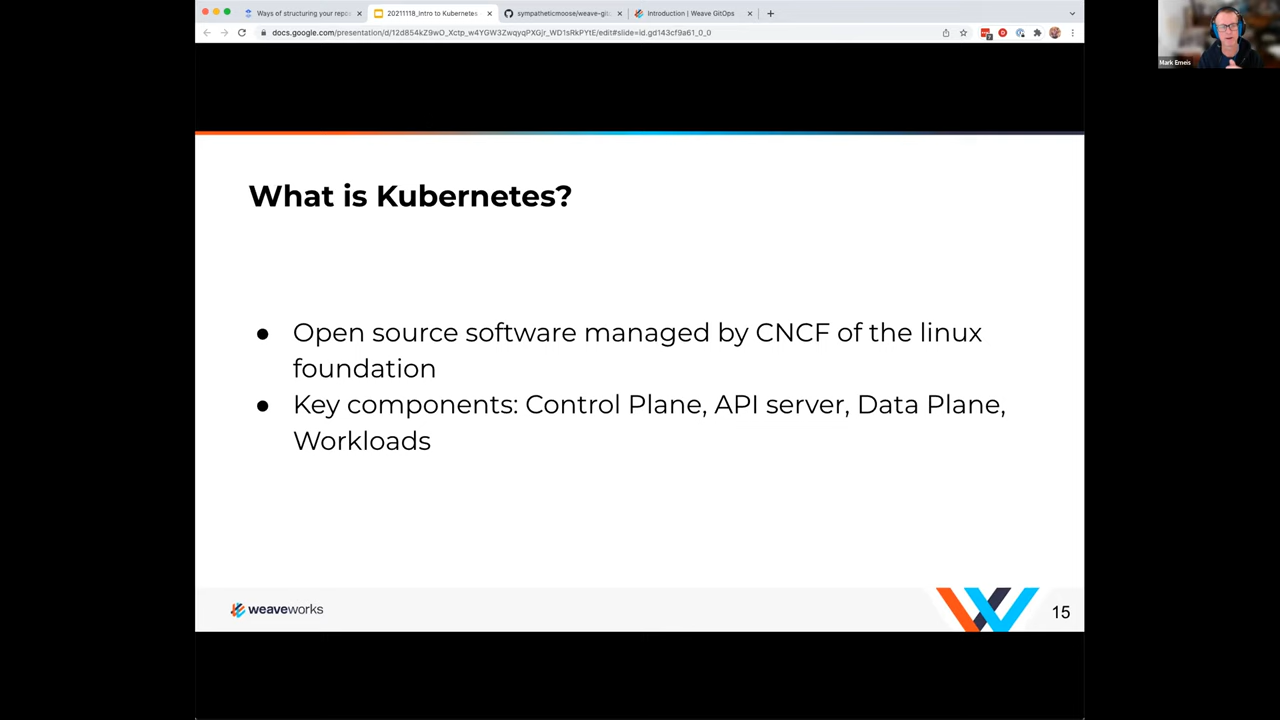 Ways of structuring your repo
20211118_Intro to Kubernetes
sympatheticmoose/weave-git
Introduction | Weave GitOps
docs.google.com/presentation/d/12d854kZ9wO_Xctp_w4YGW3ZwqyqPXGjr_WD1sRkPYtE/edit#slide=id.gd143cf9a61_0_0
Mark Emeis
What is Kubernetes?
● Open source software managed by CNCF of the linux
foundation
● Key components: Control Plane, API server, Data Plane,
Workloads
weaveworks
15